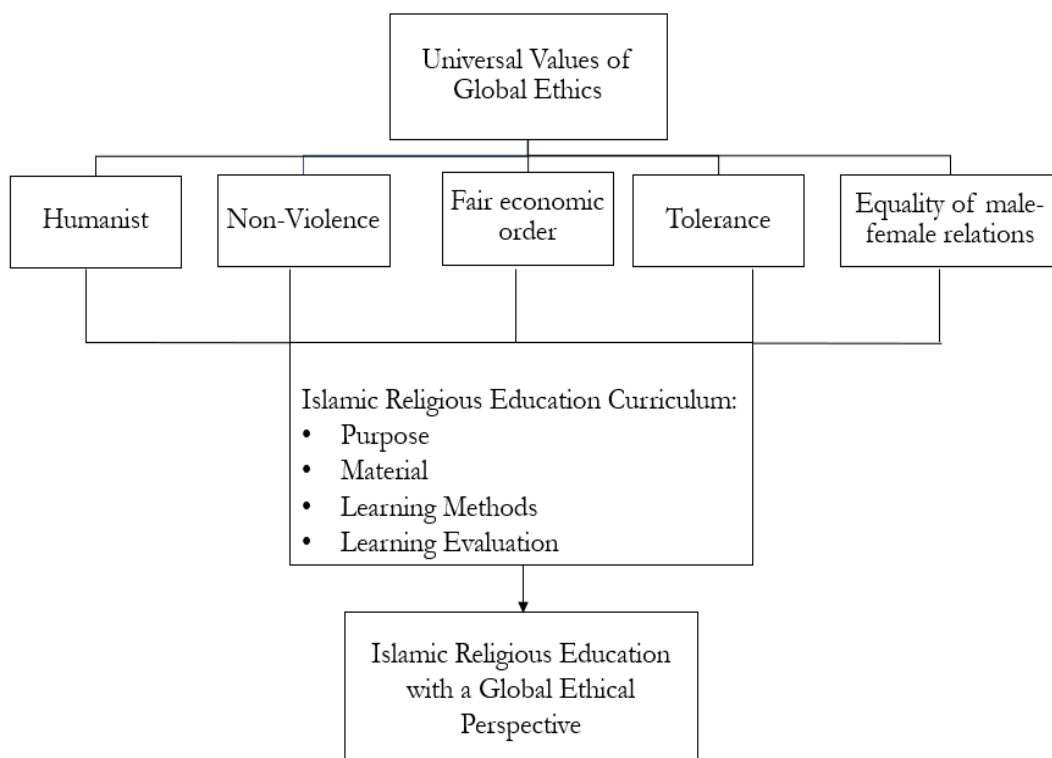 Universal Values of
Global Ethics
Humanist
Non-Violence
Fair economic
order
Tolerance
Equality of male-
female relations
Islamic Religious Education Curriculum:
• Purpose
• Material
• Learning Methods
• Learning Evaluation
Islamic Religious Education
with a Global Ethical
Perspective